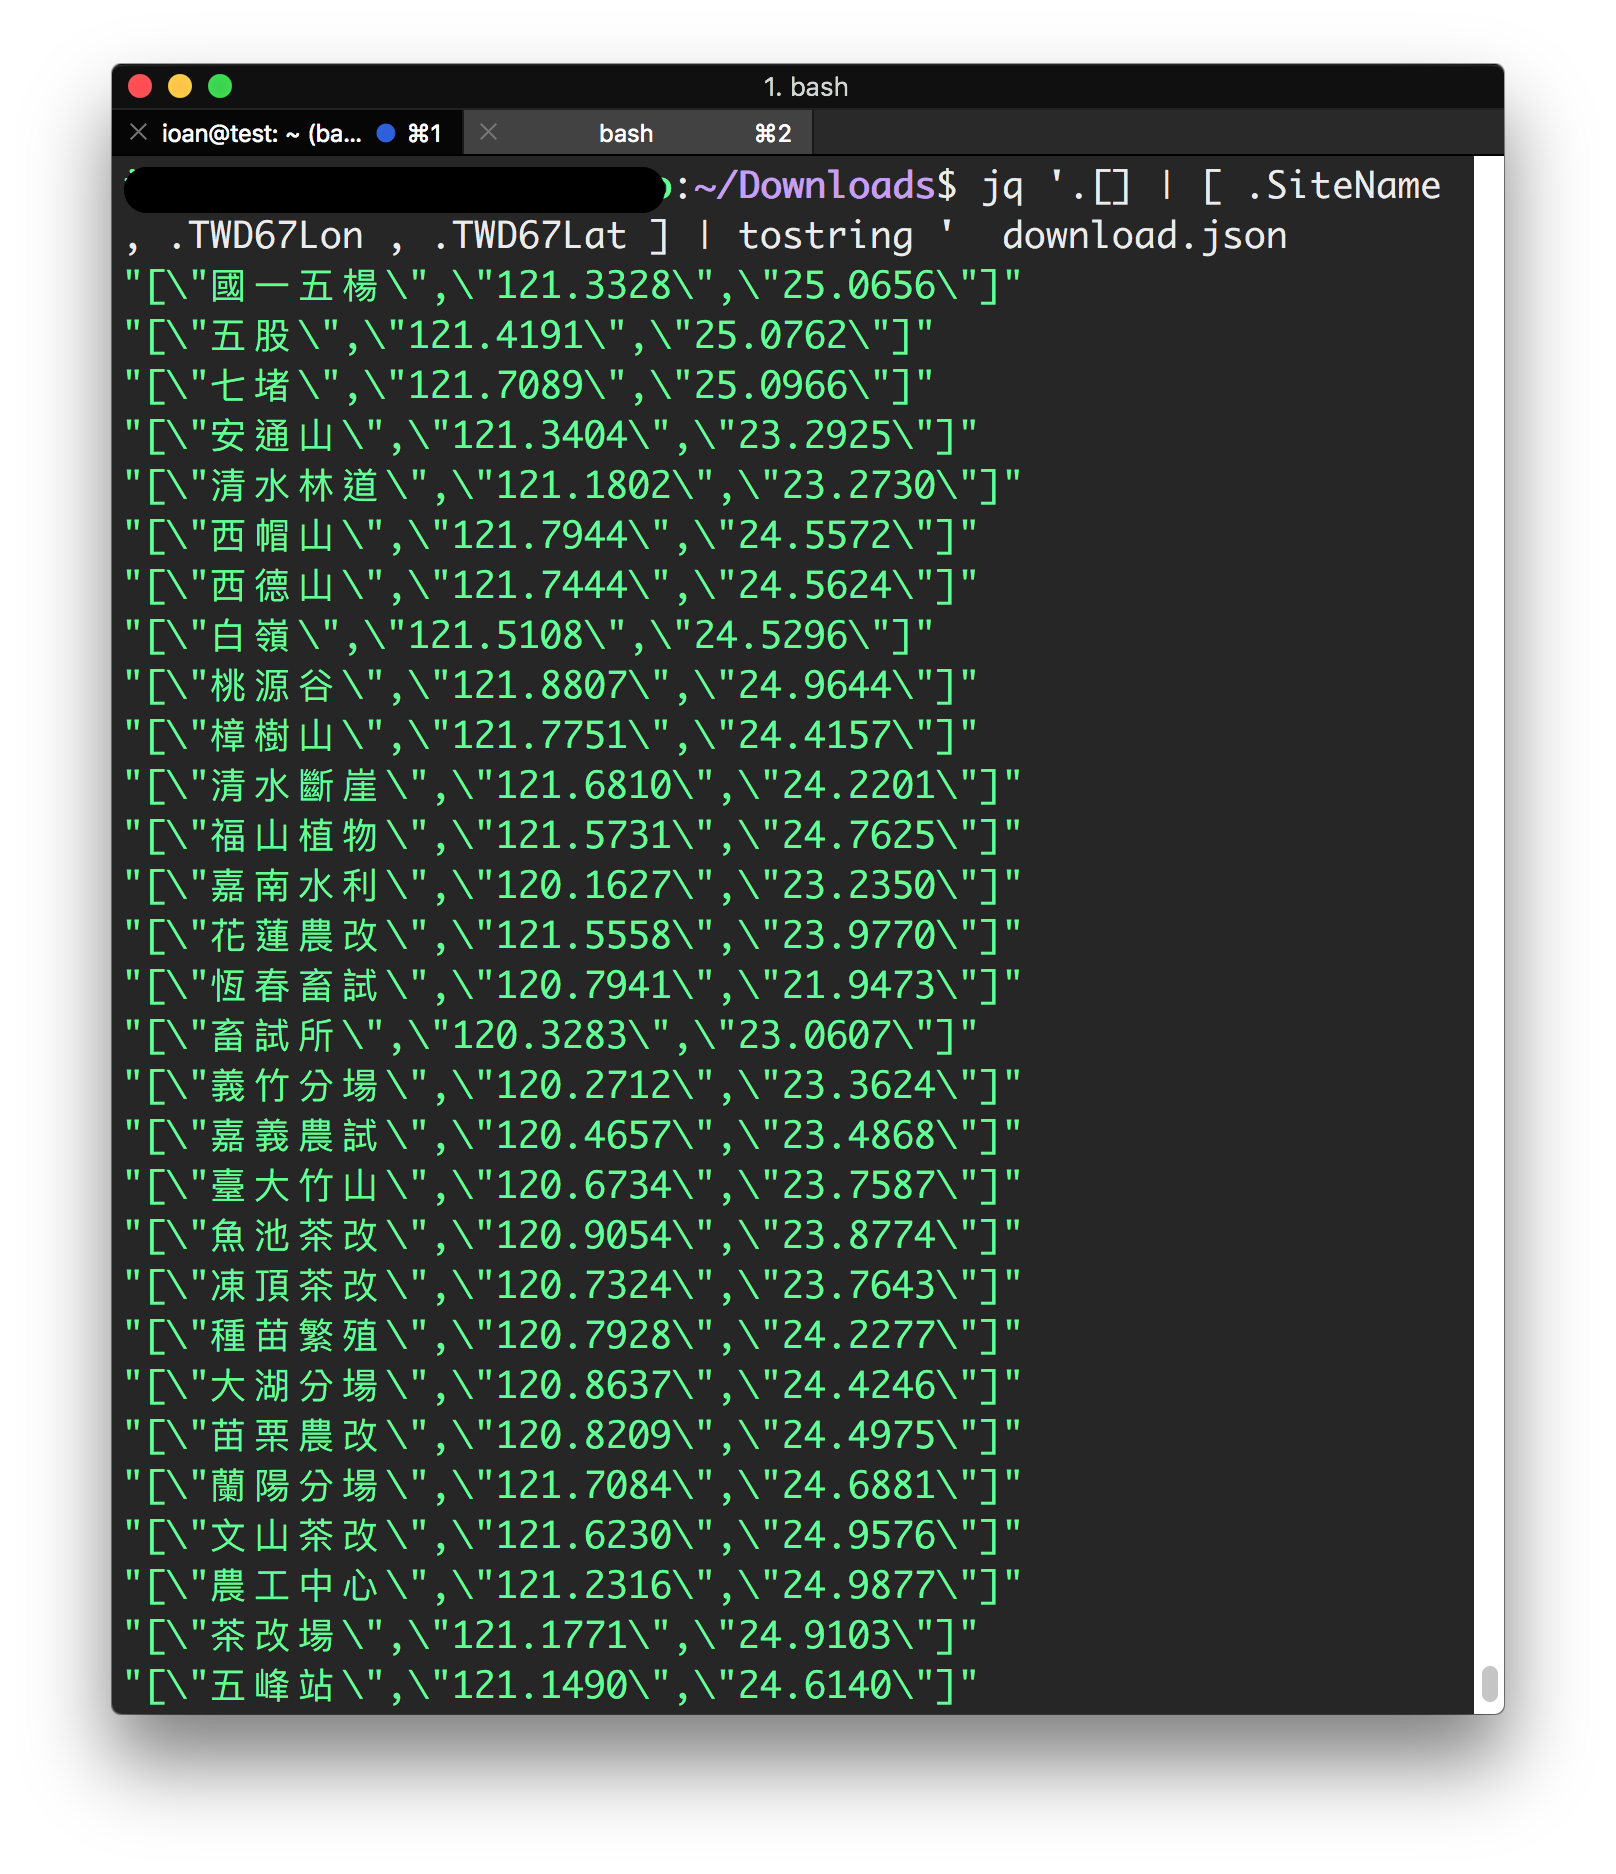 1. bash
ioan@test: ~ (ba... ⌘1
bash ⌘2
:~/Downloads$ jq '.[] | [ .SiteName
, .TWD67Lon , .TWD67Lat ] | tostring '  download.json
"[\"國一五楊\",\"121.3328\",\"25.0656\"]"
"[\"五股\",\"121.4191\",\"25.0762\"]"
"[\"七堵\",\"121.7089\",\"25.0966\"]"
"[\"安通山\",\"121.3404\",\"23.2925\"]"
"[\"清水林道\",\"121.1802\",\"23.2730\"]"
"[\"西帽山\",\"121.7944\",\"24.5572\"]"
"[\"西德山\",\"121.7444\",\"24.5624\"]"
"[\"白嶺\",\"121.5108\",\"24.5296\"]"
"[\"桃源谷\",\"121.8807\",\"24.9644\"]"
"[\"樟樹山\",\"121.7751\",\"24.4157\"]"
"[\"清水斷崖\",\"121.6810\",\"24.2201\"]"
"[\"福山植物\",\"121.5731\",\"24.7625\"]"
"[\"嘉南水利\",\"120.1627\",\"23.2350\"]"
"[\"花蓮農改\",\"121.5558\",\"23.9770\"]"
"[\"恆春畜試\",\"120.7941\",\"21.9473\"]"
"[\"畜試所\",\"120.3283\",\"23.0607\"]"
"[\"義竹分場\",\"120.2712\",\"23.3624\"]"
"[\"嘉義農試\",\"120.4657\",\"23.4868\"]"
"[\"臺大竹山\",\"120.6734\",\"23.7587\"]"
"[\"魚池茶改\",\"120.9054\",\"23.8774\"]"
"[\"凍頂茶改\",\"120.7324\",\"23.7643\"]"
"[\"種苗繁殖\",\"120.7928\",\"24.2277\"]"
"[\"大湖分場\",\"120.8637\",\"24.4246\"]"
"[\"苗栗農改\",\"120.8209\",\"24.4975\"]"
"[\"蘭陽分場\",\"121.7084\",\"24.6881\"]"
"[\"文山茶改\",\"121.6230\",\"24.9576\"]"
"[\"農工中心\",\"121.2316\",\"24.9877\"]"
"[\"茶改場\",\"121.1771\",\"24.9103\"]"
"[\"五峰站\",\"121.1490\",\"24.6140\"]"